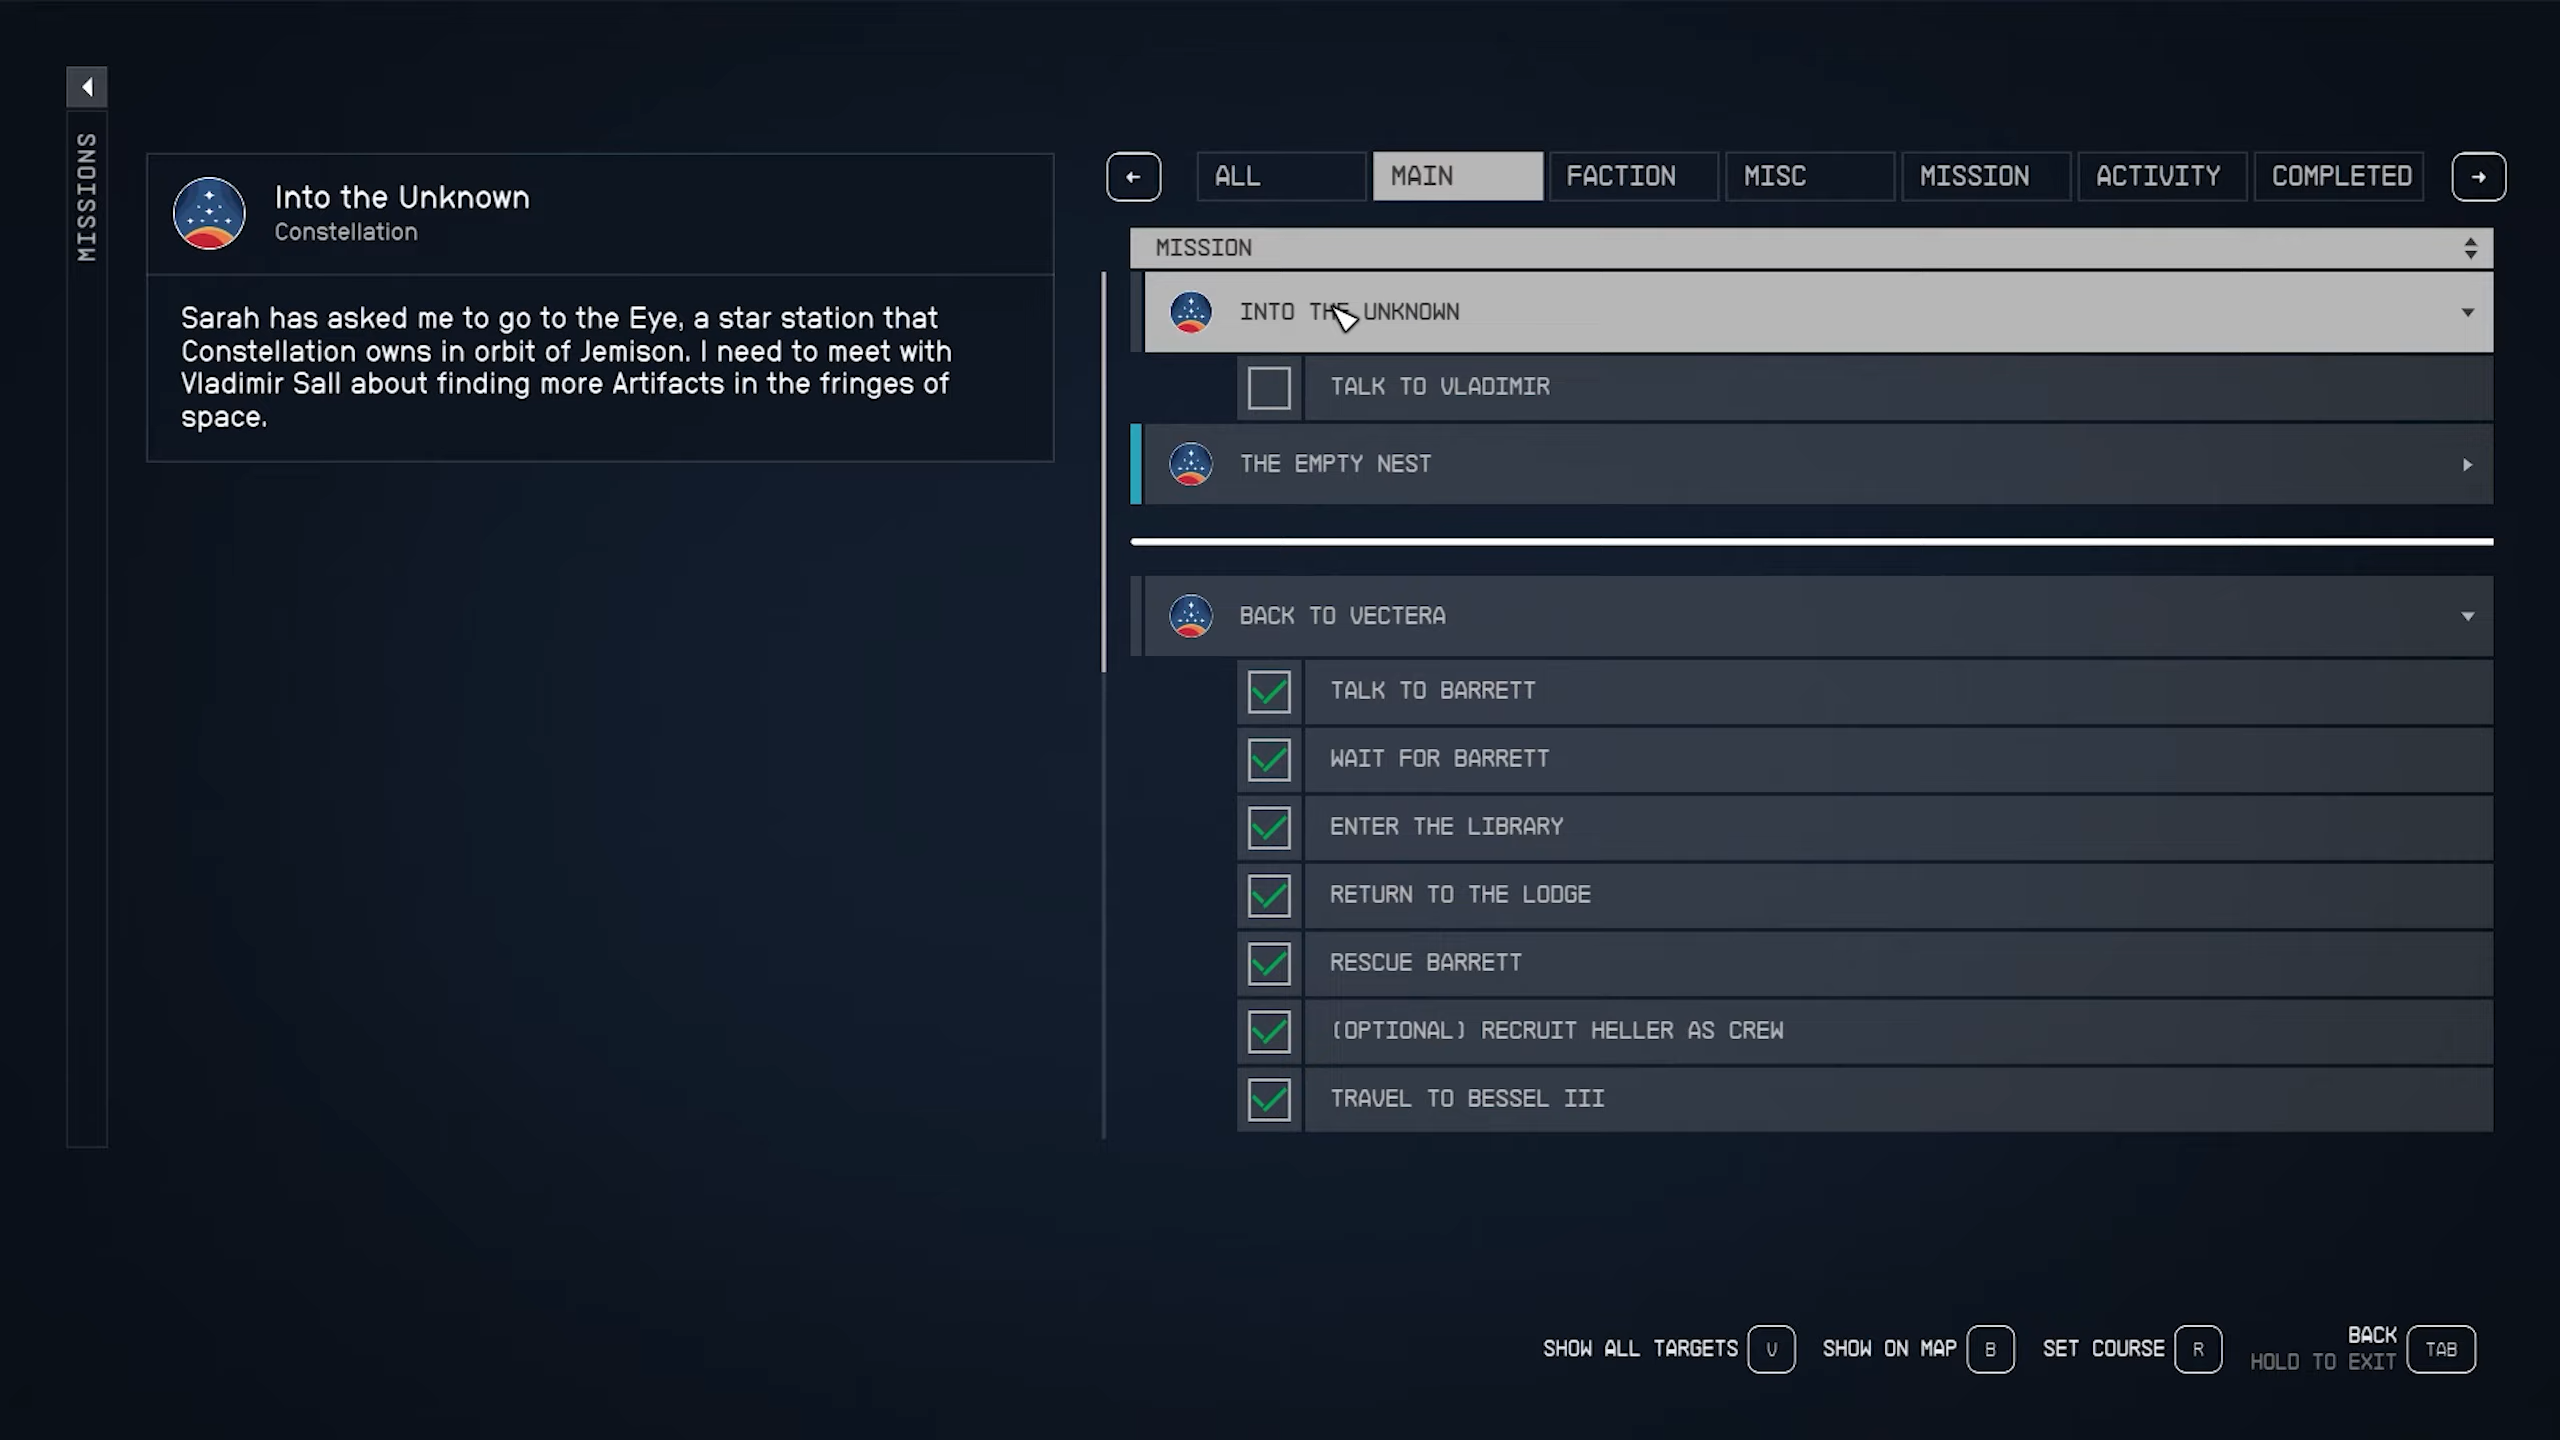 MISSIONS
Into the Unknown
Constellation
Sarah has asked me to go to the Eye, a star station that
Constellation owns in orbit of Jemison. I need to meet with
Vladimir Sall about finding more Artifacts in the fringes of
space.
ALL MAIN FACTION MISC MISSION ACTIVITY COMPLETED
MISSION
INTO THE UNKNOWN
TALK TO VLADIMIR
THE EMPTY NEST
BACK TO VECTERA
TALK TO BARRETT
WAIT FOR BARRETT
ENTER THE LIBRARY
RETURN TO THE LODGE
RESCUE BARRETT
(OPTIONAL) RECRUIT HELLER AS CREW
TRAVEL TO BESSEL III
SHOW ALL TARGETS V SHOW ON MAP B SET COURSE R BACK TAB
HOLD TO EXIT